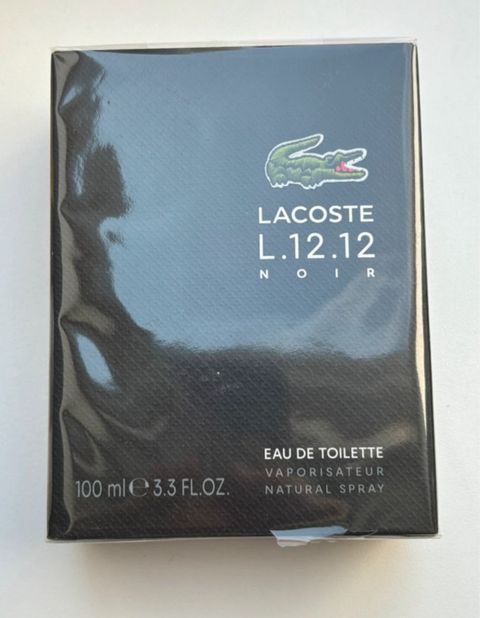 LACOSTE
L.12.12
NOIR
EAU DE TOILETTE
VAPORISATEUR
NATURAL SPRAY
100 ml ℮ 3.3 FL.OZ.